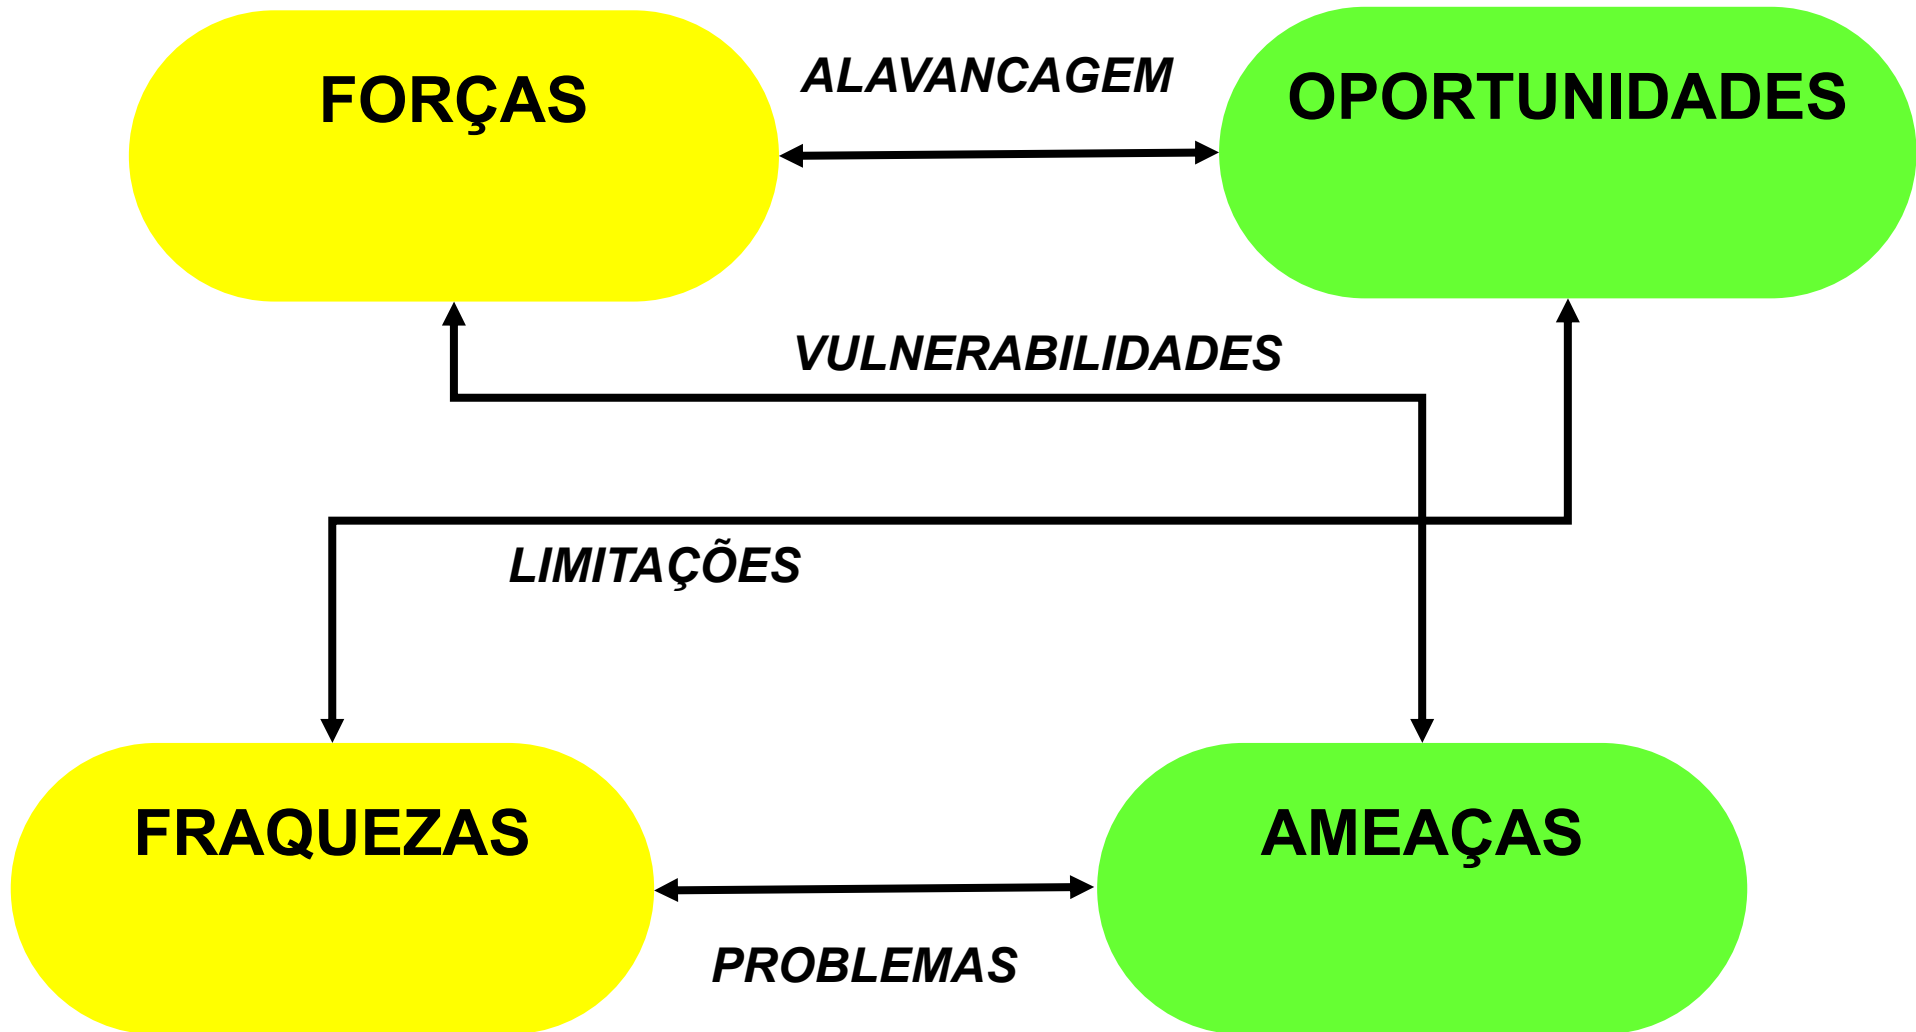 FORÇAS
ALAVANCAGEM
OPORTUNIDADES
VULNERABILIDADES
LIMITAÇÕES
FRAQUEZAS
AMEAÇAS
PROBLEMAS